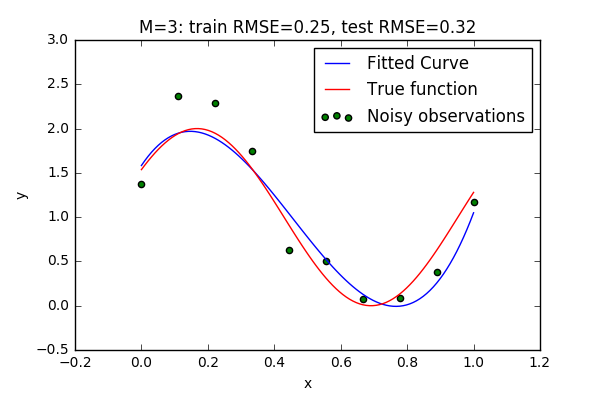 M=3: train RMSE=0.25, test RMSE=0.32
3.0
2.5
2.0
1.5
1.0
0.5
0.0
−0.5
y
Fitted Curve
True function
Noisy observations
−0.2
0.0
0.2
0.4
0.6
0.8
1.0
1.2
x